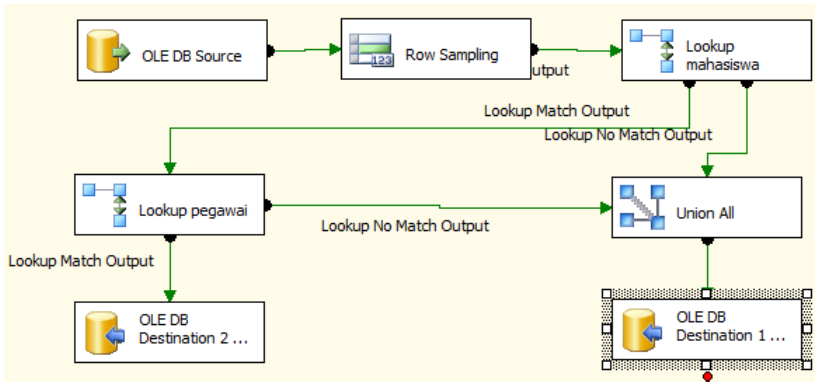 OLE DB Source
Row Sampling
Lookup
mahasiswa
Lookup Match Output
Lookup No Match Output
Lookup pegawai
Lookup No Match Output
Union All
Lookup Match Output
OLE DB
Destination 2 ...
OLE DB
Destination 1 ...